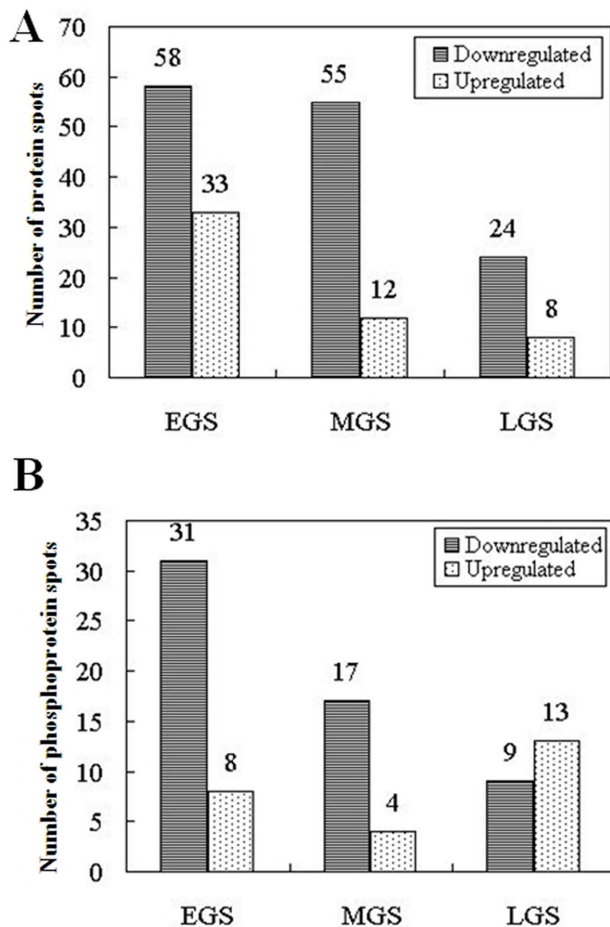 A
Number of protein spots
70
60
50
40
30
20
10
0
Downregulated
Upregulated
58
33
55
12
24
8
EGS
MGS
LGS
B
Number of phosphoprotein spots
35
30
25
20
15
10
5
0
Downregulated
Upregulated
31
8
17
4
9
13
EGS
MGS
LGS